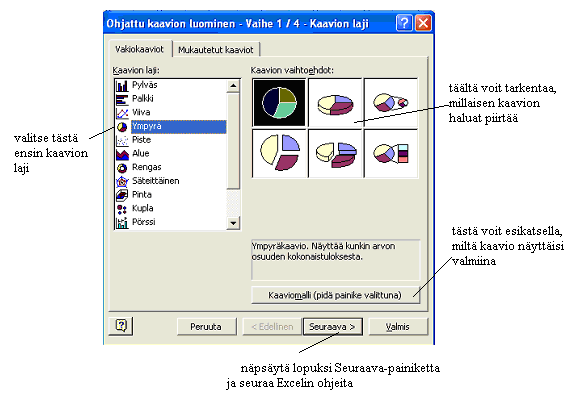 Ohjattu kaavion luominen - Vaihe 1 / 4 - Kaavion laji
Vakiokaaviot
Mukautetut kaaviot
Kaavion laji:
Pylväs
Palkki
Viiva
Ympyrä
Piste
Alue
Rengas
Säteittäinen
Pinta
Kupla
Pörssi
Kaavion vaihtoehdot:
Ympyräkaavio. Näyttää kunkin arvon
osuuden kokonaistuloksesta.
Kaaviomalli (pidä painike valittuna)
Peruuta
< Edellinen
Seuraava >
Valmis
valitse tästä
ensin kaavion
laji
täältä voit tarkentaa,
millaisen kaavion
haluat piirtää
tästä voit esikatsella,
miltä kaavio näyttäisi
valmiina
näpsäytä lopuksi Seuraava-painiketta
ja seuraa Excelin ohjeita